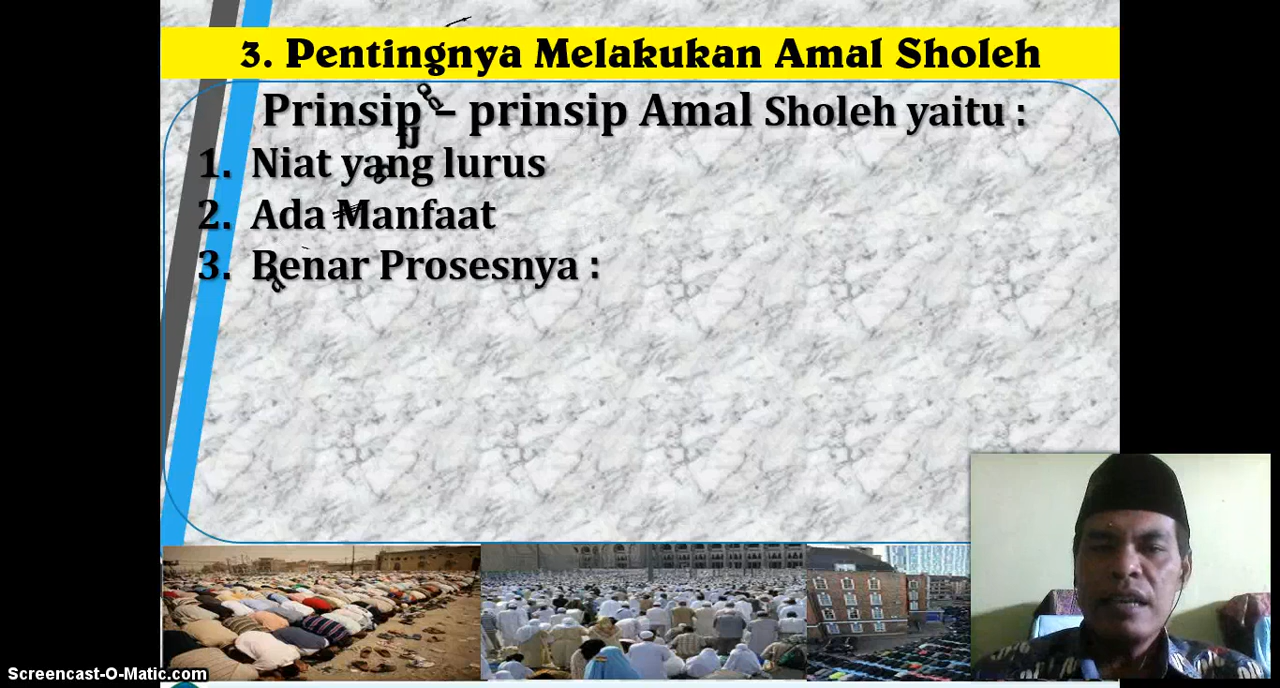 3. Pentingnya Melakukan Amal Sholeh
Prinsip – prinsip Amal Sholeh yaitu :
1. Niat yang lurus
2. Ada Manfaat
3. Benar Prosesnya :
Screencast-O-Matic.com